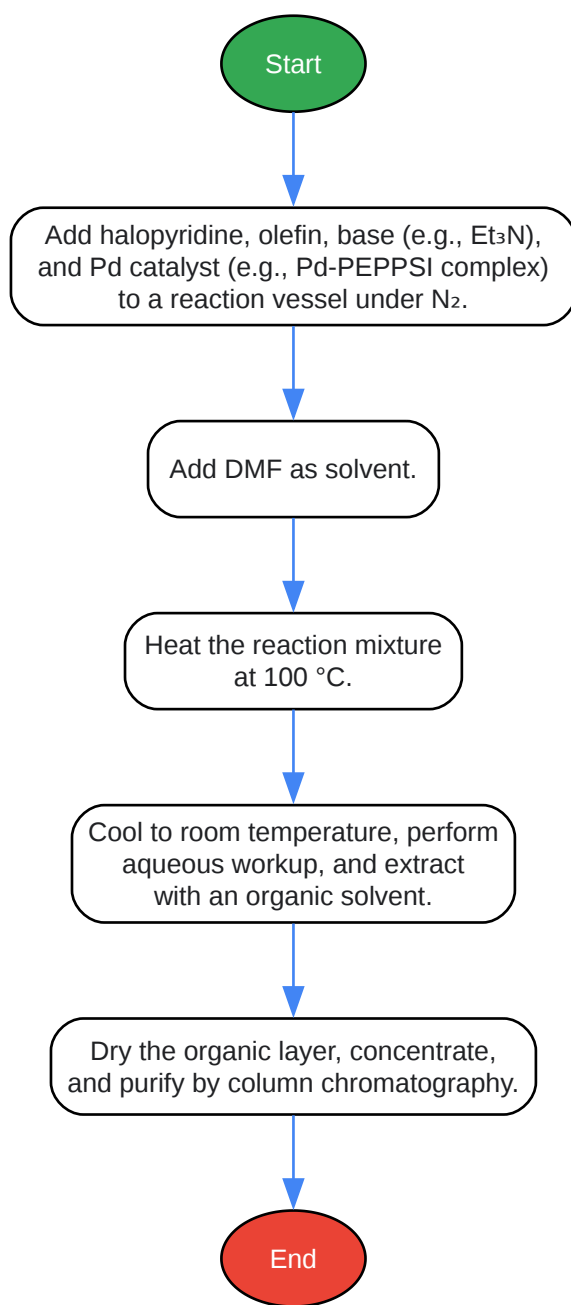 Start
Add halopyridine, olefin, base (e.g., Et₃N),
and Pd catalyst (e.g., Pd-PEPPSI complex)
to a reaction vessel under N₂.
Add DMF as solvent.
Heat the reaction mixture
at 100 °C.
Cool to room temperature, perform
aqueous workup, and extract
with an organic solvent.
Dry the organic layer, concentrate,
and purify by column chromatography.
End